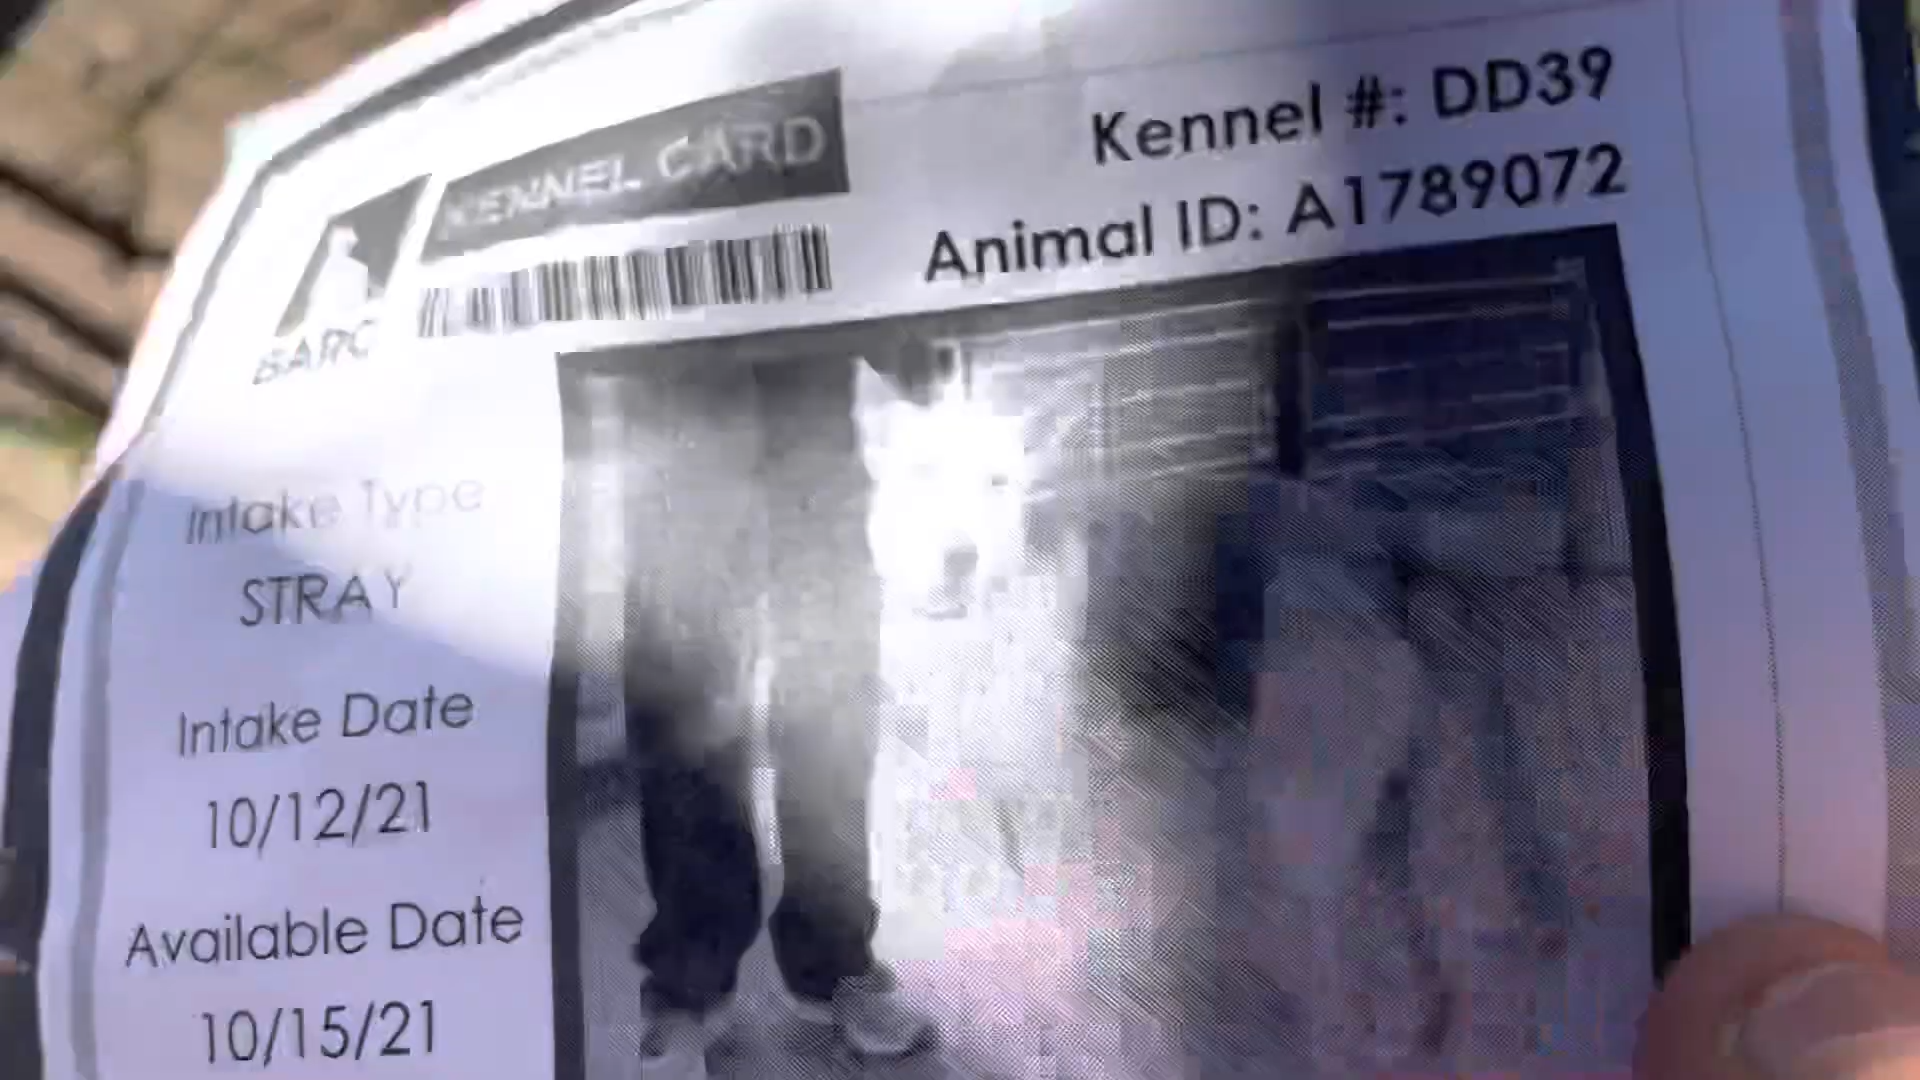 KENNEL CARD
Kennel #: DD39
Animal ID: A1789072
BARC
Intake Type
STRAY
Intake Date
10/12/21
Available Date
10/15/21